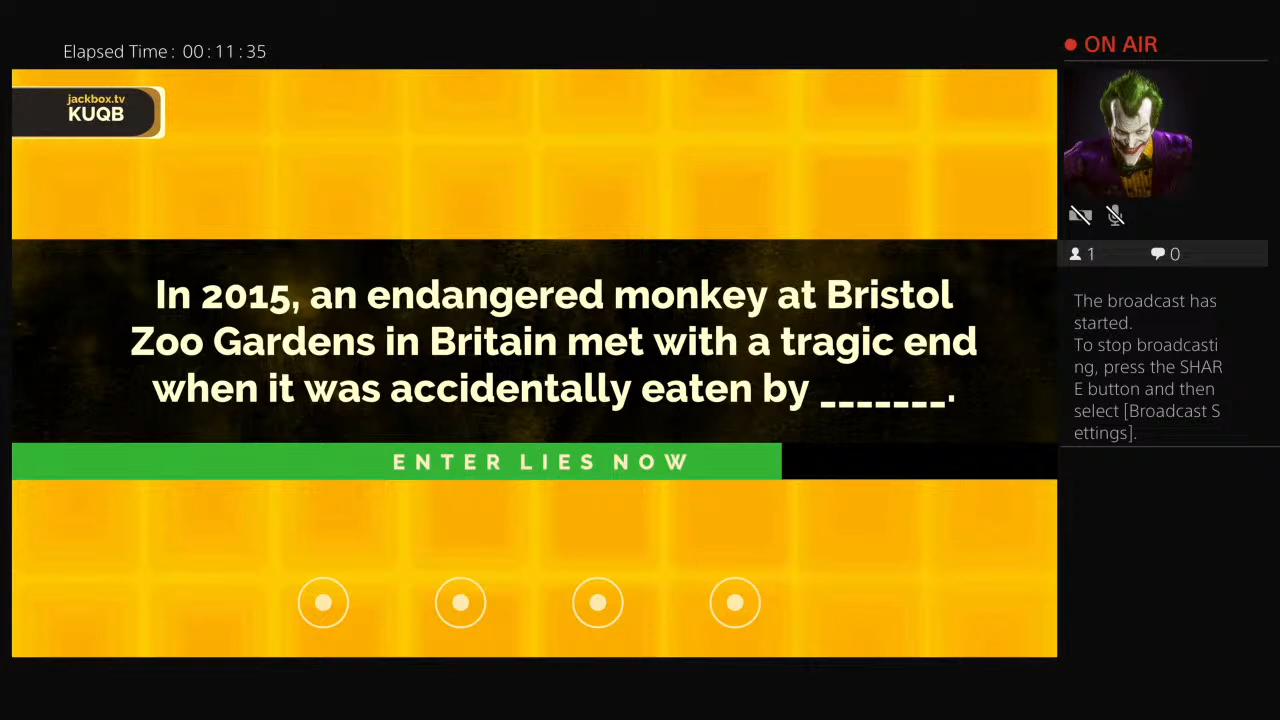 Elapsed Time: 00:11:35
ON AIR
jackbox.tv
KUQB
1
0
In 2015, an endangered monkey at Bristol
Zoo Gardens in Britain met with a tragic end
when it was accidentally eaten by _______.
ENTER LIES NOW
The broadcast has
started.
To stop broadcasti
ng, press the SHAR
E button and then
select [Broadcast S
ettings].